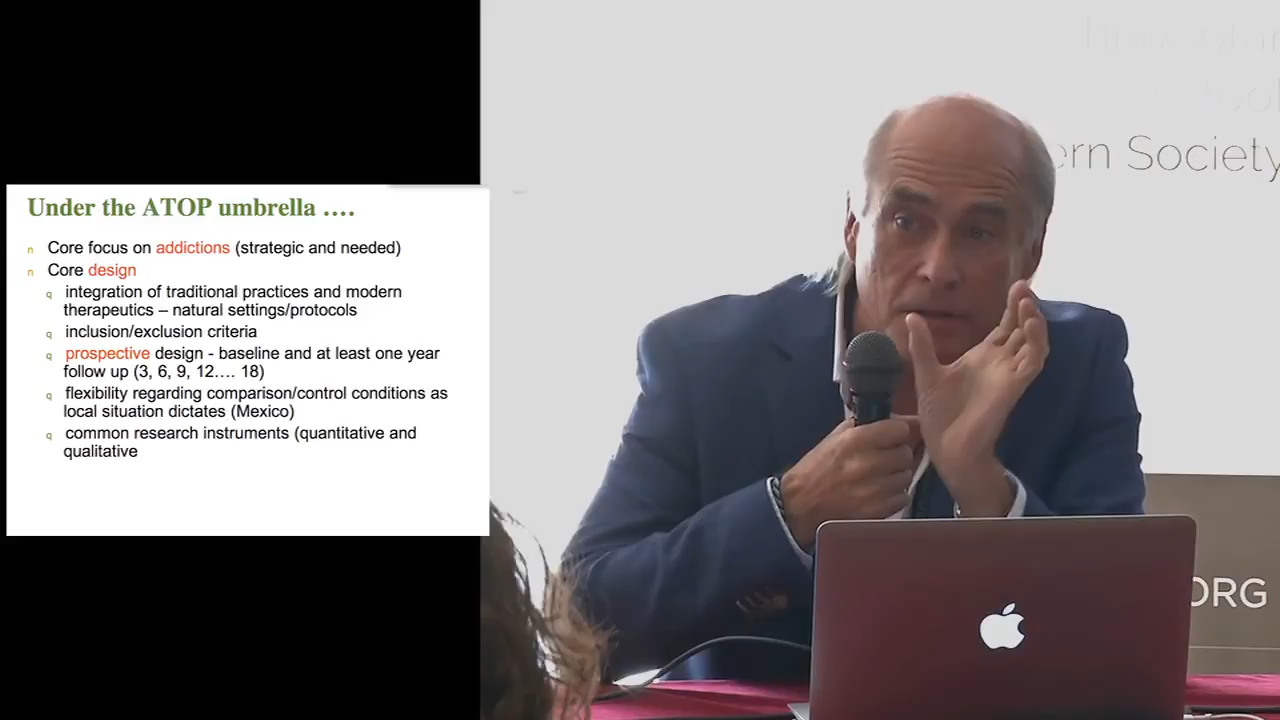 Under the ATOP umbrella ….
n Core focus on addictions (strategic and needed)
n Core design
q integration of traditional practices and modern
therapeutics – natural settings/protocols
q inclusion/exclusion criteria
q prospective design - baseline and at least one year
follow up (3, 6, 9, 12…. 18)
q flexibility regarding comparison/control conditions as
local situation dictates (Mexico)
q common research instruments (quantitative and
qualitative
ern Society
ORG